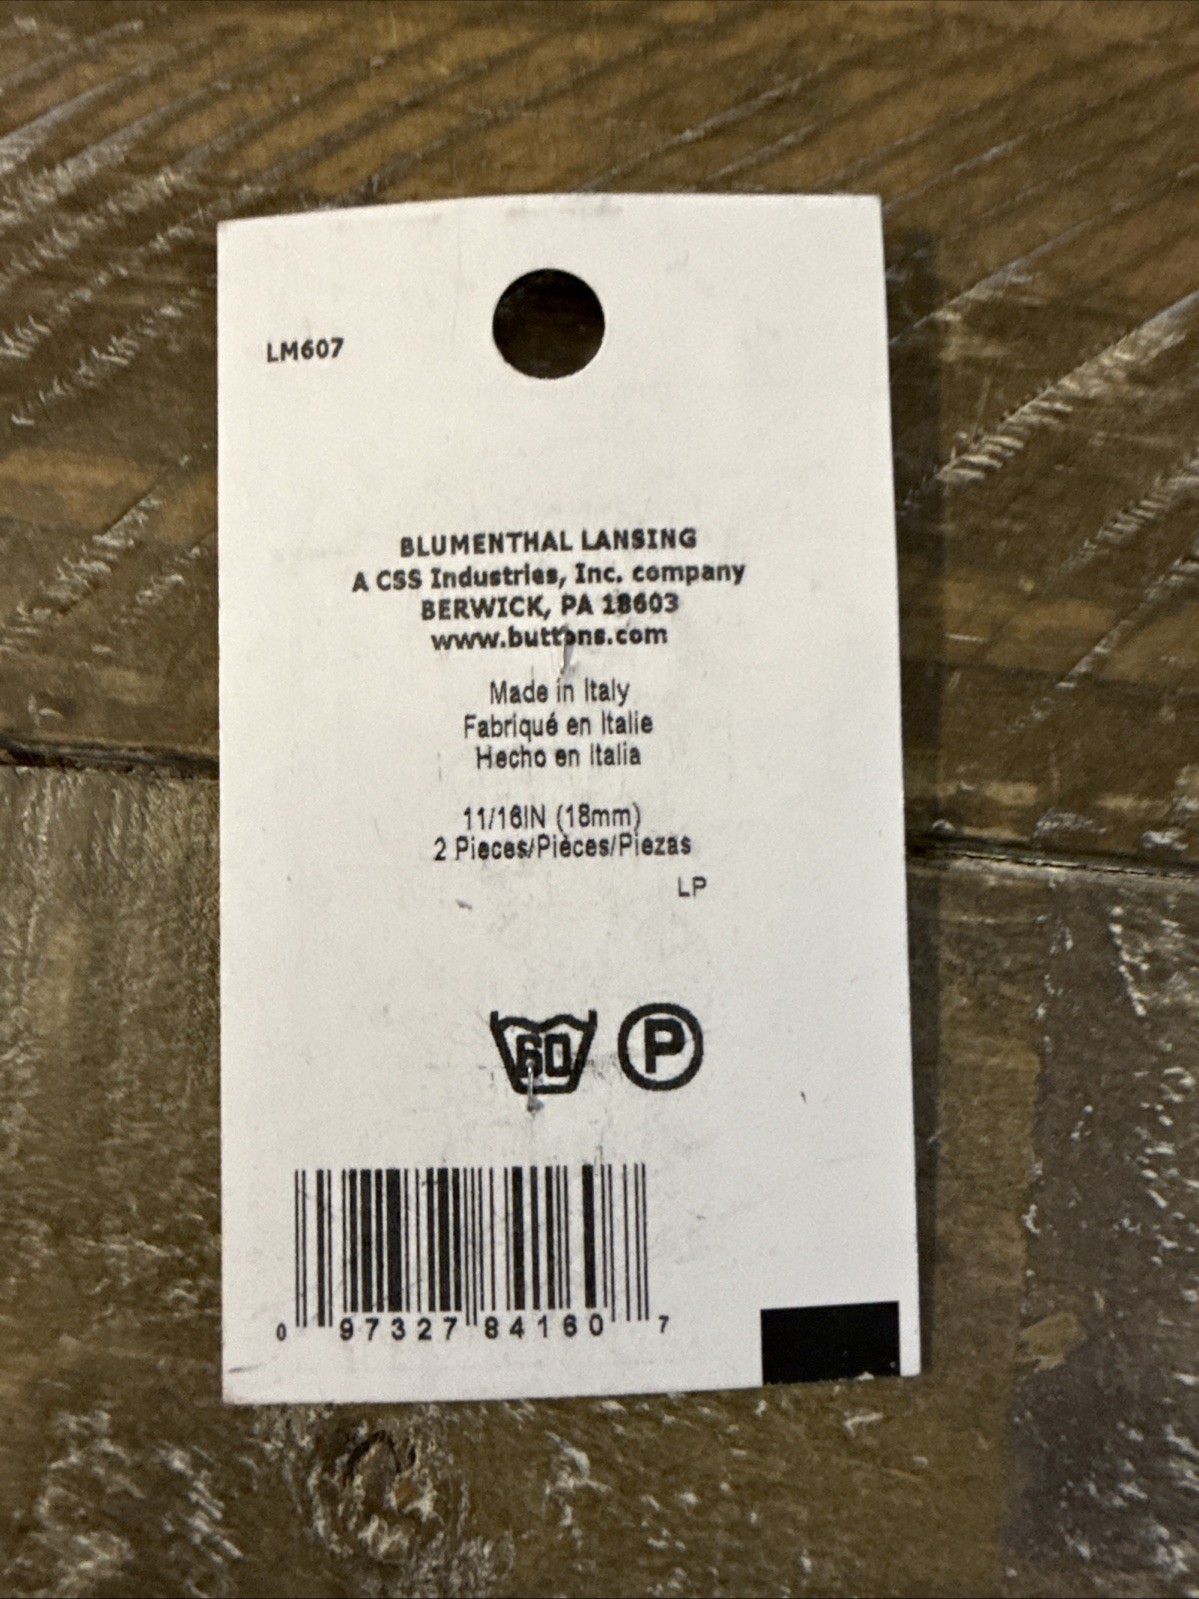 LM607
BLUMENTHAL LANSING
A CSS Industries, Inc. company
BERWICK, PA 18603
www.buttons.com
Made in Italy
Fabriqué en Italie
Hecho en Italia
11/16IN (18mm)
2 Pieces/Pièces/Piezas
LP
60 P
0 97327 84160 7